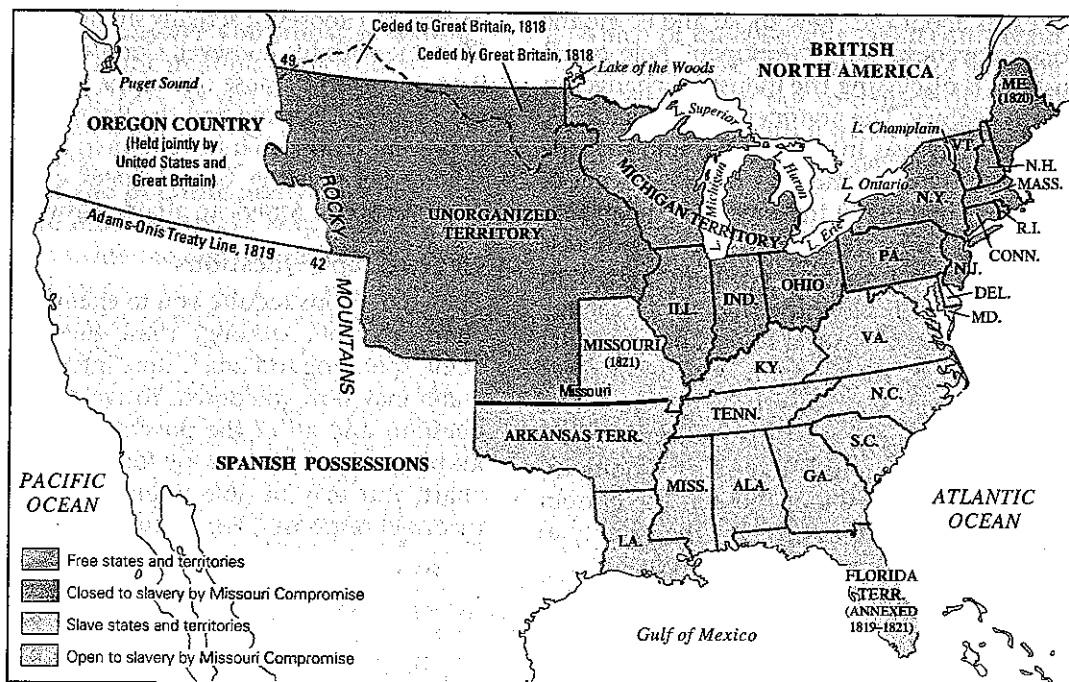 Ceded to Great Britain, 1818
Ceded by Great Britain, 1818
49
Puget Sound
Lake of the Woods
BRITISH
NORTH AMERICA
ME.
(1820)
OREGON COUNTRY
(Held jointly by
United States and
Great Britain)
L. Superior
L. Champlain
VT.
N.H.
MASS.
L. Ontario
N.Y.
Huron
Michigan
MICHIGAN TERRITORY
ROCKY
MOUNTAINS
UNORGANIZED
TERRITORY
L. Erie
R.I.
CONN.
Adams-Onis Treaty Line, 1819
42
PA.
N.J.
DEL.
MD.
ILL.
IND.
OHIO
MISSOURI
(1821)
VA.
KY.
Missouri
N.C.
TENN.
ARKANSAS TERR.
S.C.
SPANISH POSSESSIONS
MISS.
ALA.
GA.
PACIFIC
OCEAN
ATLANTIC
OCEAN
LA.
Free states and territories
Closed to slavery by Missouri Compromise
Slave states and territories
Open to slavery by Missouri Compromise
FLORIDA
TERR.
(ANNEXED
1819–1821)
Gulf of Mexico